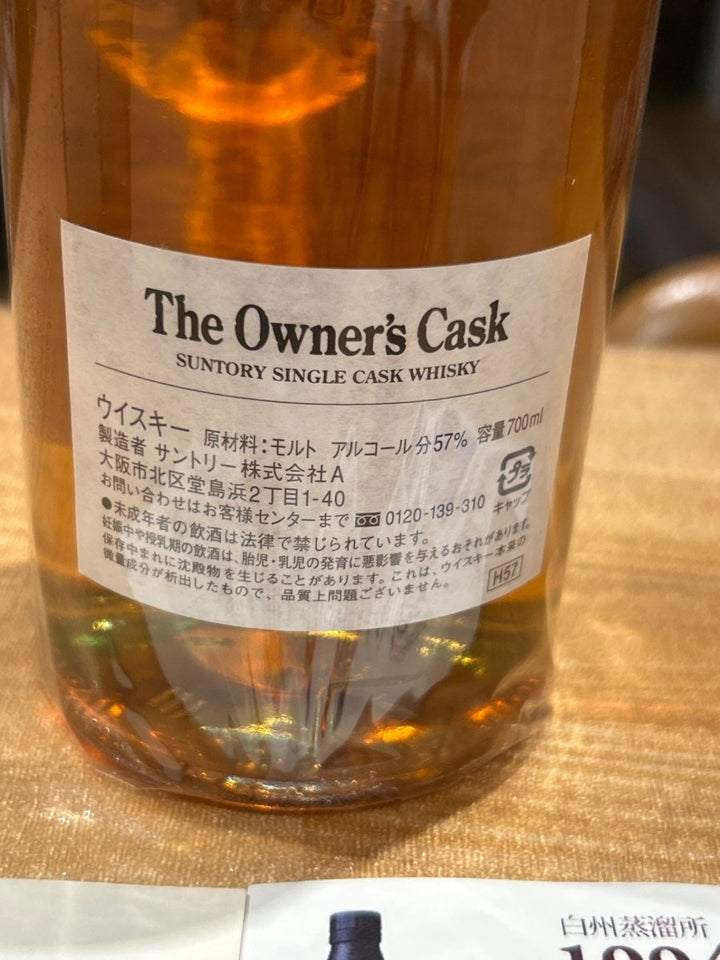 The Owner's Cask
SUNTORY SINGLE CASK WHISKY
ウイスキー 原材料:モルト アルコール分57% 容量700ml
製造者 サントリー株式会社A
大阪市北区堂島浜2丁目1-40
お問い合わせはお客様センターまで 0120-139-310
プラ
キャップ
●未成年者の飲酒は法律で禁じられています。
妊娠中や授乳期の飲酒は、胎児・乳児の発育に悪影響を与えるおそれがあります。
保存中まれに沈殿物を生じることがあります。これは、ウイスキー本来の
微量成分が析出したもので、品質上問題ございません。
H57
白州蒸溜所